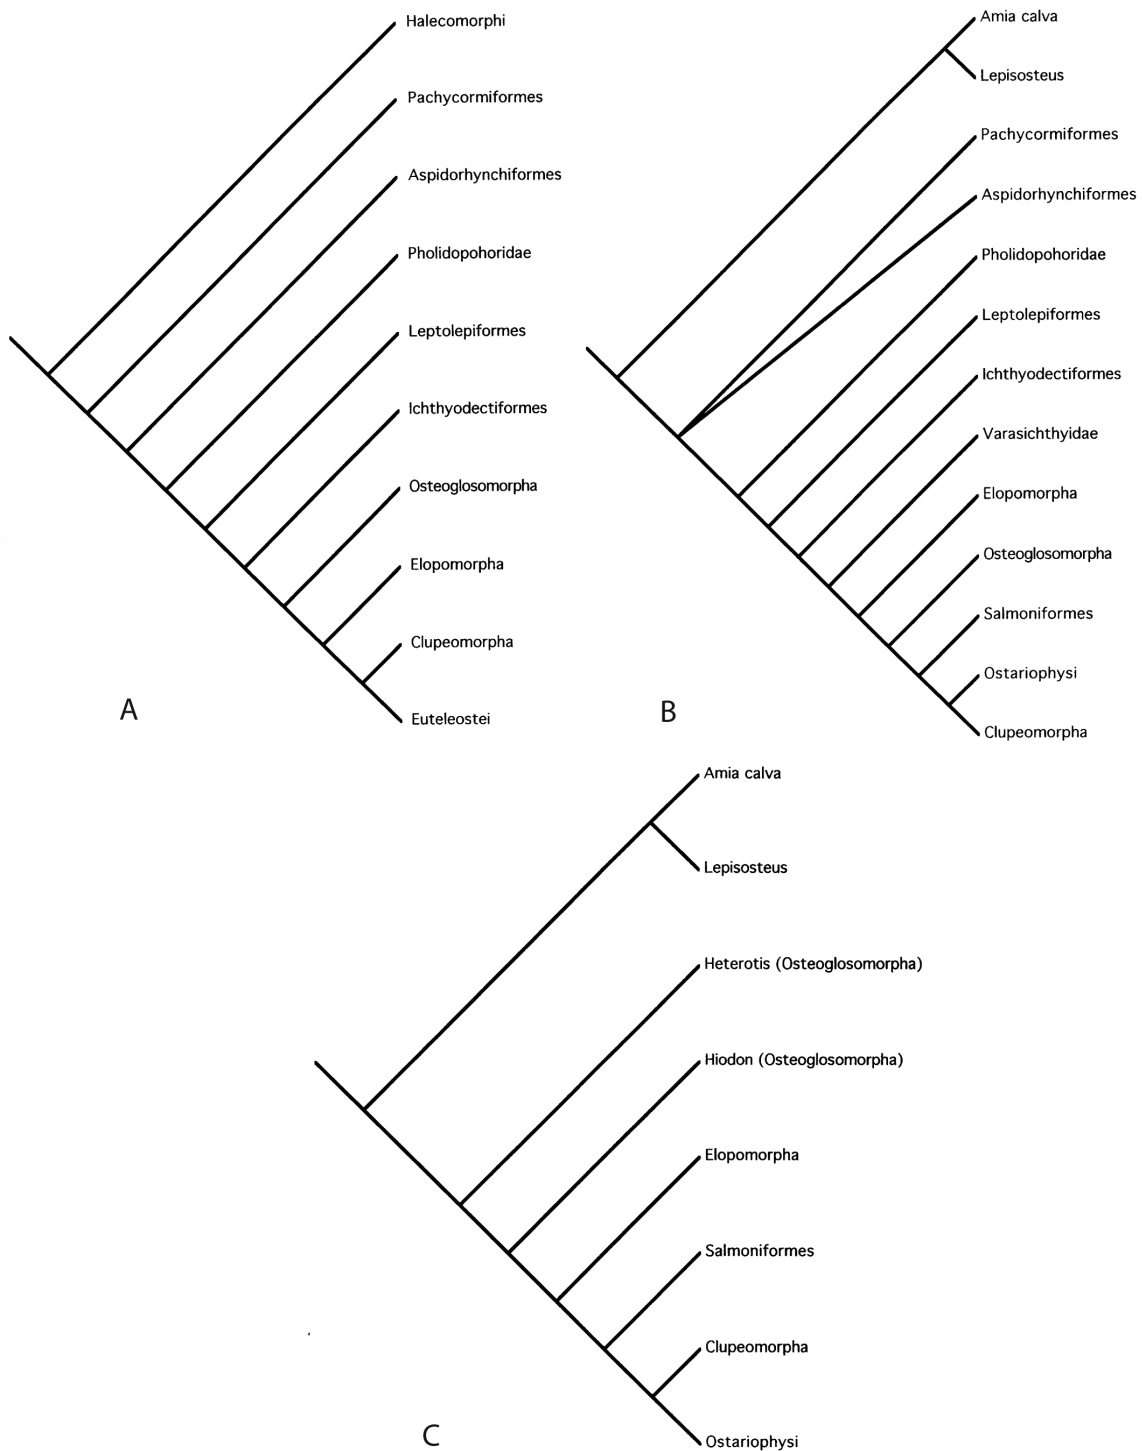 Halecomorphi
Pachycormiformes
Aspidorhynchiformes
Pholidopohoridae
Leptolepiformes
Ichthyodectiformes
Osteoglosomorpha
Elopomorpha
Clupeomorpha
Euteleostei
A
Amia calva
Lepisosteus
Pachycormiformes
Aspidorhynchiformes
Pholidopohoridae
Leptolepiformes
Ichthyodectiformes
Varasichthyidae
Elopomorpha
Osteoglosomorpha
Salmoniformes
Ostariophysi
Clupeomorpha
B
Amia calva
Lepisosteus
Heterotis (Osteoglosomorpha)
Hiodon (Osteoglosomorpha)
Elopomorpha
Salmoniformes
Clupeomorpha
Ostariophysi
C